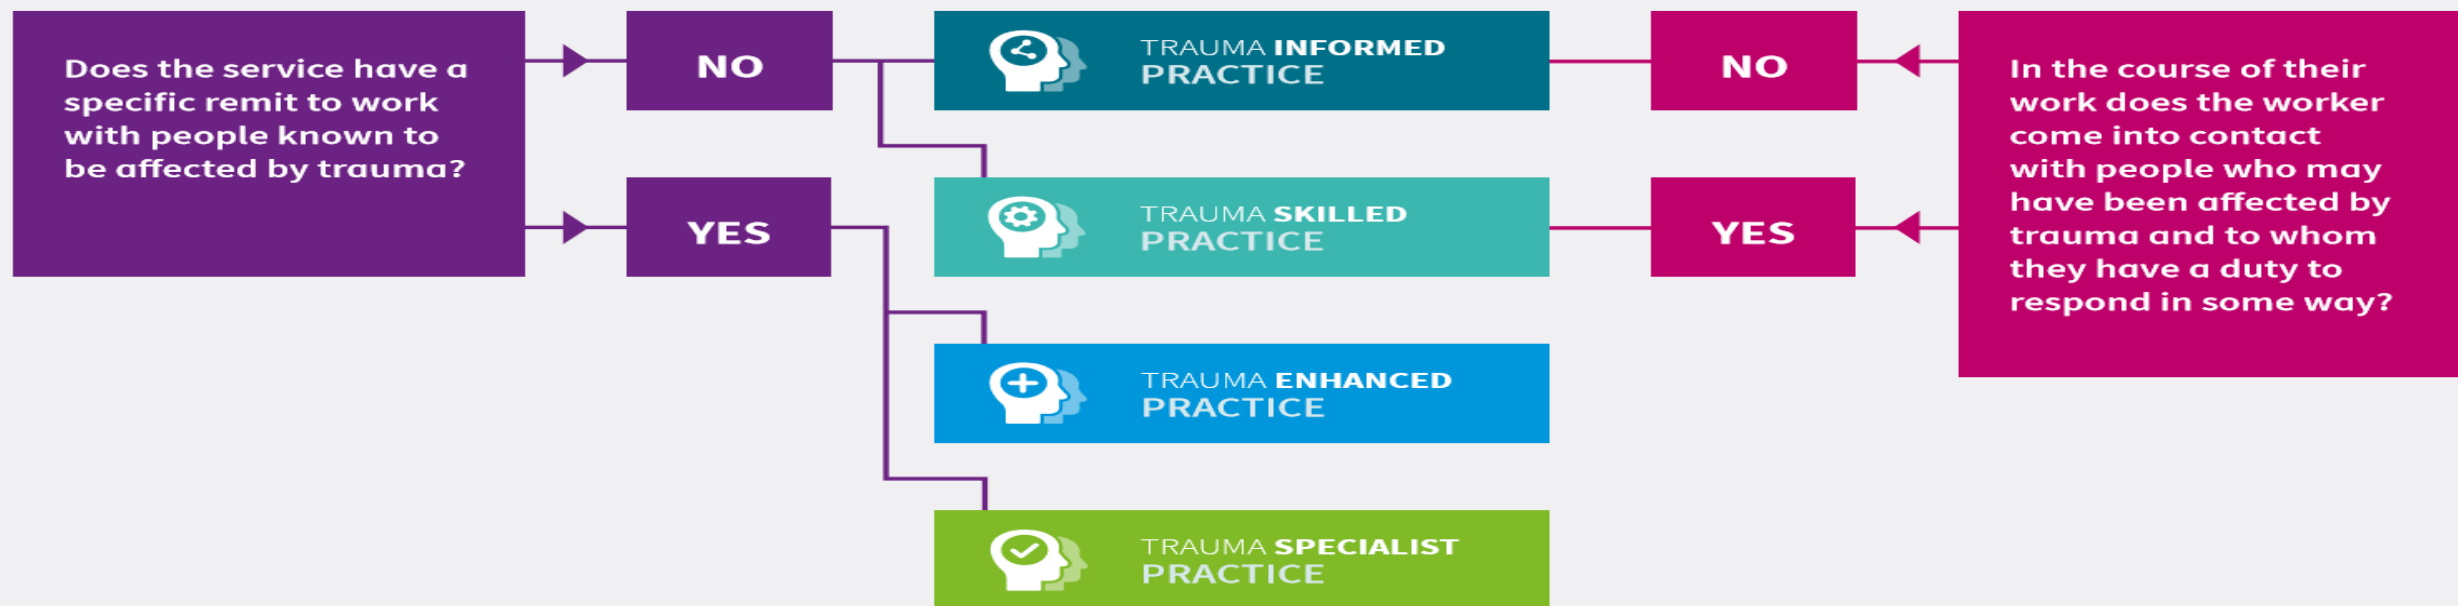 Does the service have a
specific remit to work
with people known to
be affected by trauma?
NO
YES
TRAUMA INFORMED
PRACTICE
TRAUMA SKILLED
PRACTICE
TRAUMA ENHANCED
PRACTICE
TRAUMA SPECIALIST
PRACTICE
NO
YES
In the course of their
work does the worker
come into contact
with people who may
have been affected by
trauma and to whom
they have a duty to
respond in some way?